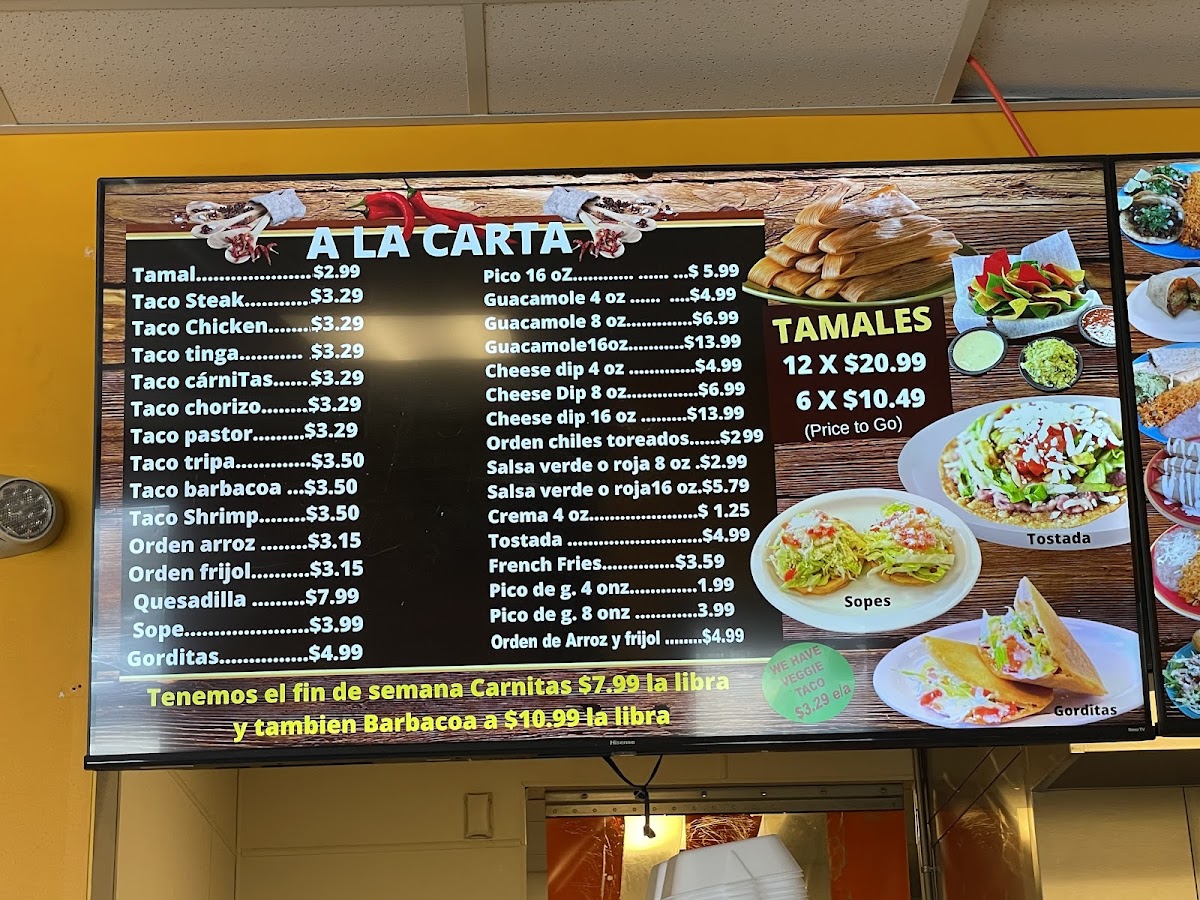 A LA CARTA
Tamal....................$2.99
Taco Steak...........$3.29
Taco Chicken.......$3.29
Taco tinga........... $3.29
Taco cárniTas......$3.29
Taco chorizo........$3.29
Taco pastor.........$3.29
Taco tripa.............$3.50
Taco barbacoa ...$3.50
Taco Shrimp........$3.50
Orden arroz ........$3.15
Orden frijol..........$3.15
Quesadilla .........$7.99
Sope......................$3.99
Gorditas...............$4.99
Pico 16 oz............ ...... ...$ 5.99
Guacamole 4 oz ...... ....$4.99
Guacamole 8 oz.............$6.99
Guacamole16oz...........$13.99
Cheese dip 4 oz .............$4.99
Cheese Dip 8 oz..............$6.99
Cheese dip 16 oz .........$13.99
Orden chiles toreados......$2 99
Salsa verde o roja 8 oz .$2.99
Salsa verde o roja16 oz.$5.79
Crema 4 oz.....................$ 1.25
Tostada ..........................$4.99
French Fries..............$3.59
Pico de g. 4 onz.............1.99
Pico de g. 8 onz ............3.99
Orden de Arroz y frijol ........$4.99
Tenemos el fin de semana Carnitas $7.99 la libra
y tambien Barbacoa a $10.99 la libra
TAMALES
12 X $20.99
6 X $10.49
(Price to Go)
Tostada
Sopes
Gorditas
WE HAVE
VEGGIE
TACO
$3.29 e/a
Hisense
Roku TV